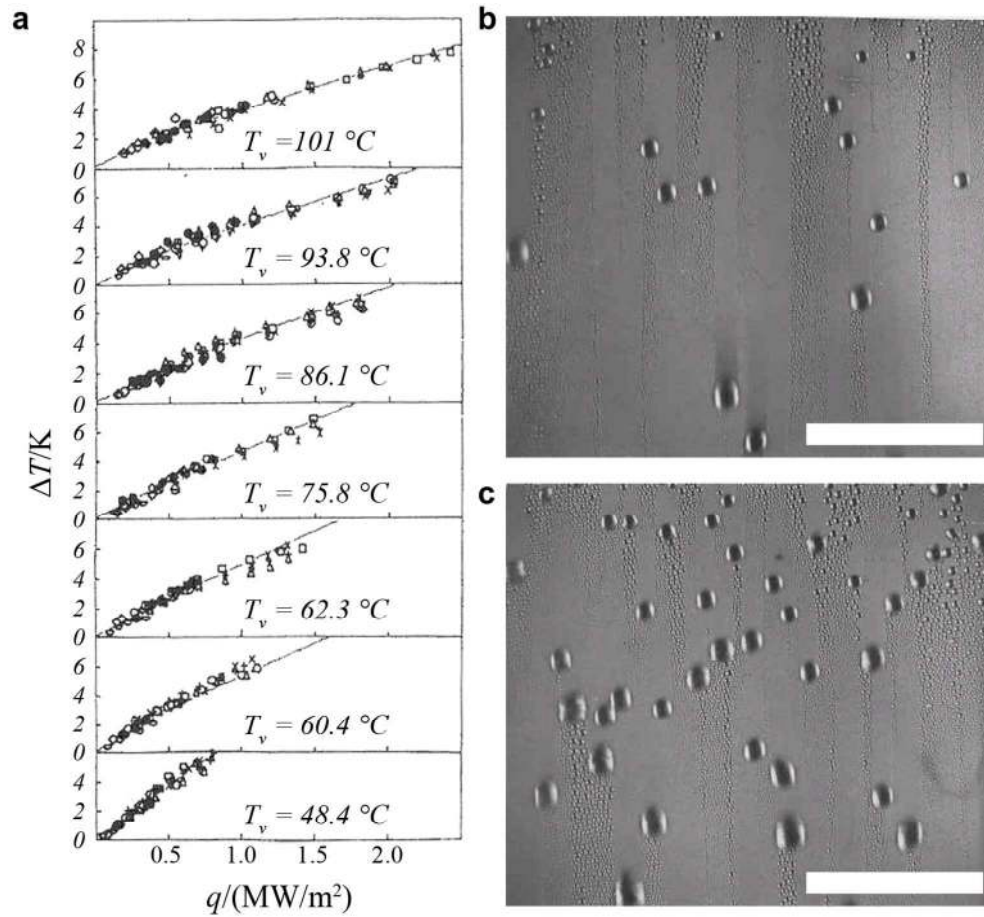 a
8
6
4
2
0
T_v = 101 °C
6
4
2
0
T_v = 93.8 °C
6
4
2
0
T_v = 86.1 °C
6
4
2
0
T_v = 75.8 °C
6
4
2
0
T_v = 62.3 °C
6
4
2
0
T_v = 60.4 °C
4
2
0
T_v = 48.4 °C
0.5 1.0 1.5 2.0
ΔT/K
q/(MW/m²)
b
c